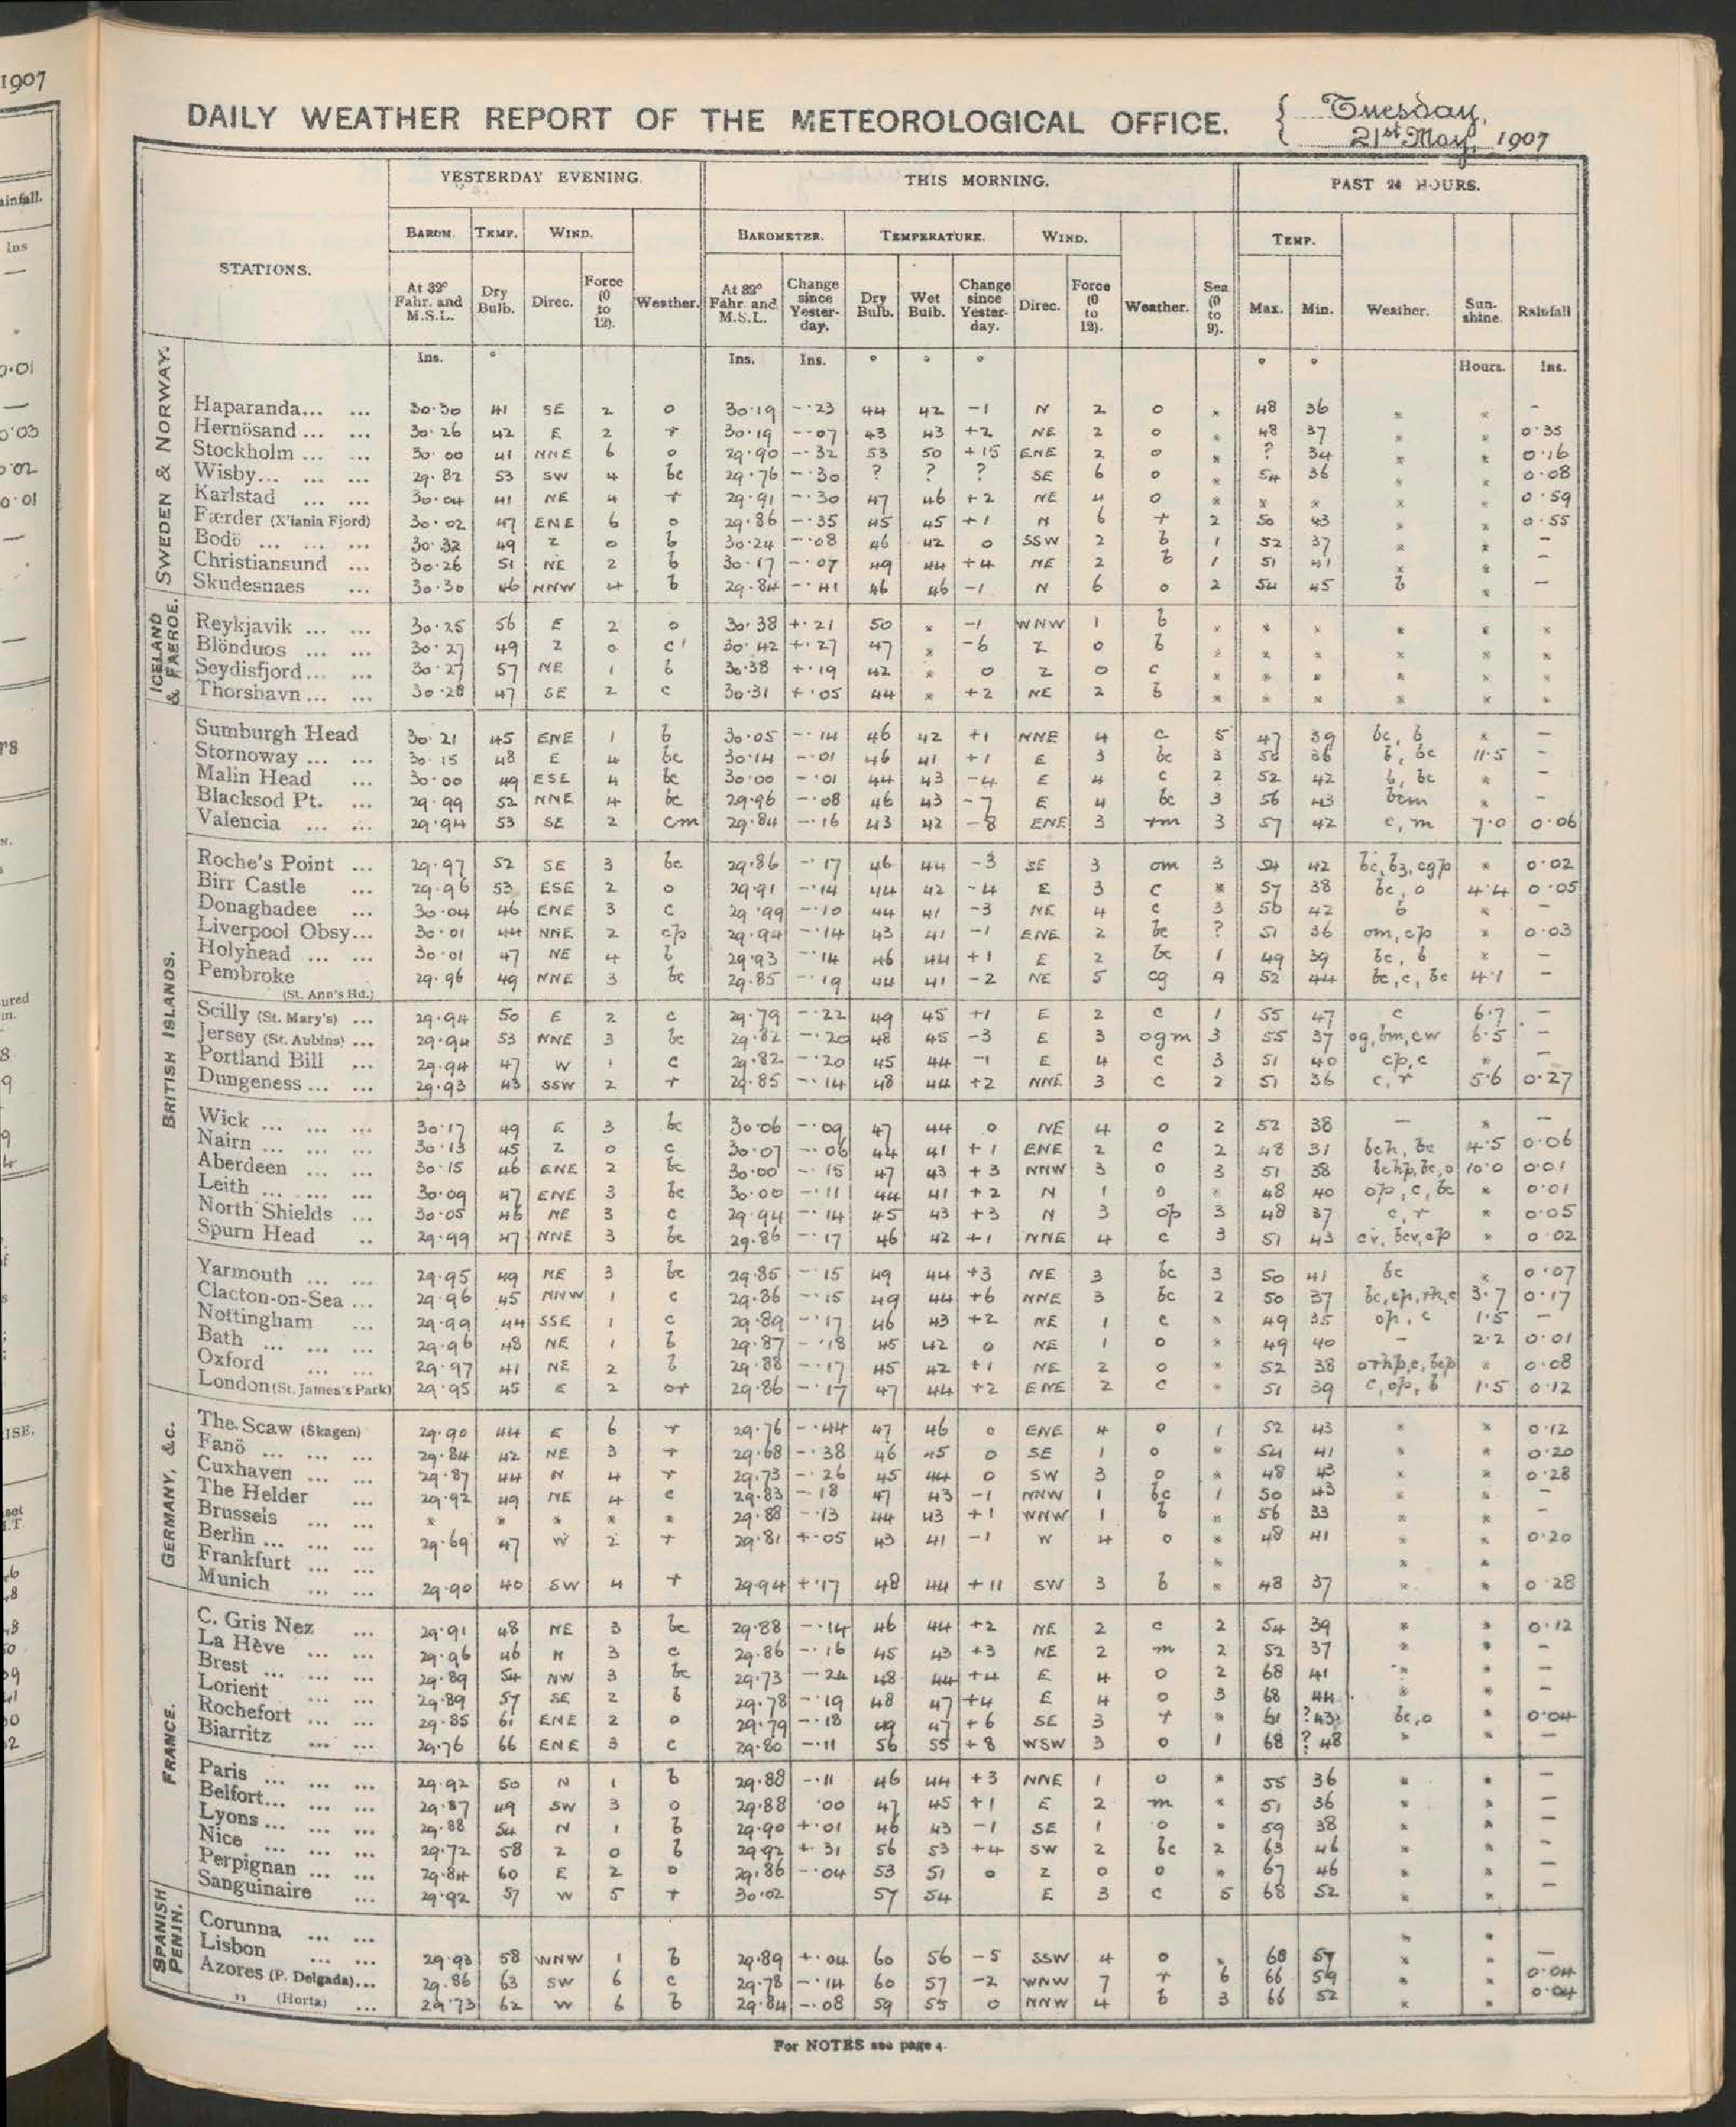 1907
DAILY WEATHER REPORT OF THE METEOROLOGICAL OFFICE.
Tuesday,
21st May, 1907
YESTERDAY EVENING. THIS MORNING. PAST 24 HOURS.
BAROM. TEMP. WIND. BAROMETER. TEMPERATURE. WIND. TEMP.
STATIONS. At 32° Fahr. and M.S.L. Dry Bulb. Direc. Force (0 to 12). Weather. At 32° Fahr. and M.S.L. Change since Yester-day. Dry Bulb. Wet Bulb. Change since Yester-day. Direc. Force (0 to 12). Weather. Sea (0 to 9). Max. Min. Weather. Sun-shine. Rainfall
Ins. ° Ins. Ins. ° ° ° ° ° Hours. Ins.
SWEDEN & NORWAY.
Haparanda... ... 30·30 41 SE 2 o 30·19 -·23 44 42 -1 N 2 o * 48 36 * * -
Hernösand ... ... 30·26 42 E 2 r 30·19 -·07 43 43 +2 NE 2 o * 48 37 * * 0·35
Stockholm ... ... 30·00 41 NNE 6 o 29·90 -·32 53 50 +15 ENE 2 o * ? 34 * * 0·16
Wisby... ... ... 29·82 53 SW 4 bc 29·76 -·30 ? ? ? SE 6 o * 54 36 * * 0·08
Karlstad ... ... 30·04 41 NE 4 r 29·91 -·30 47 46 +2 NE 4 o * * * * * 0·59
Færder (X'iania Fjord) 30·02 47 ENE 6 o 29·86 -·35 45 45 +1 N 6 r 2 50 43 * * 0·55
Bodö ... ... ... 30·32 49 Z 0 b 30·24 -·08 46 42 0 SSW 2 b 1 52 37 * * -
Christiansund ... 30·26 51 NE 2 b 30·17 -·07 49 44 +4 NE 2 b 1 51 41 * * -
Skudesnaes ... 30·30 46 NNW 4 b 29·84 -·41 46 46 -1 N 6 o 2 54 45 b * -
ICELAND & FAEROE.
Reykjavik ... ... 30·25 56 E 2 o 30·38 +·21 50 * -1 WNW 1 b * * * * * *
Blönduos ... ... 30·27 49 Z 0 c 30·42 +·27 47 * -6 Z 0 b * * * * * *
Seydisfjord... ... 30·27 57 NE 1 b 30·38 +·19 42 * 0 Z 0 c * * * * * *
Thorshavn... ... 30·28 47 SE 2 c 30·31 +·05 44 * +2 NE 2 b * * * * * *
BRITISH ISLANDS.
Sumburgh Head 30·21 45 ENE 1 b 30·05 -·14 46 42 +1 NNE 4 c 5 47 39 bc, b * -
Stornoway ... ... 30·15 48 E 4 bc 30·14 -·01 46 41 +1 E 3 bc 3 56 36 b, bc 11·5 -
Malin Head ... 30·00 49 ESE 4 bc 30·00 -·01 44 43 -4 E 4 c 2 52 42 b, bc * -
Blacksod Pt. ... 29·99 52 NNE 4 bc 29·96 -·08 46 43 -7 E 4 bc 3 56 43 bcm * -
Valencia ... ... 29·94 53 SE 2 cm 29·84 -·16 43 42 -8 ENE 3 rm 3 57 42 c, m 7·0 0·06
Roche's Point ... 29·97 52 SE 3 bc 29·86 -·17 46 44 -3 SE 3 om 3 54 42 bc, bz, cgp * 0·02
Birr Castle ... 29·96 53 ESE 2 o 29·91 -·14 44 42 -4 E 3 c * 57 38 bc, o 4·4 0·05
Donaghadee ... 30·04 46 ENE 3 c 29·99 -·10 44 41 -3 NE 4 c 3 56 42 b * -
Liverpool Obsy... 30·01 44 NNE 2 c/p 29·94 -·14 43 41 -1 ENE 2 bc ? 51 36 om, c/p * 0·03
Holyhead ... ... 30·01 47 NE 4 b 29·93 -·14 46 44 +1 E 2 bc 1 49 39 bc, b * -
Pembroke (St. Ann's Hd.) 29·96 49 NNE 3 bc 29·85 -·19 44 41 -2 NE 5 cg 4 52 44 bc, c, bc 4·1 -
Scilly (St. Mary's) ... 29·94 50 E 2 c 29·79 -·22 49 45 +1 E 2 c 1 55 47 c 6·7 -
Jersey (St. Aubins) ... 29·94 53 NNE 3 bc 29·82 -·20 48 45 -3 E 3 ogm 3 55 37 og, bm, cw 6·5 -
Portland Bill ... 29·94 47 W 1 c 29·82 -·20 45 44 -1 E 4 c 3 51 40 cp, c * -
Dungeness... ... 29·93 43 SSW 2 r 29·85 -·14 48 44 +2 NNE 3 c 2 51 36 c, r 5·6 0·27
Wick ... ... ... 30·17 49 E 3 bc 30·06 -·09 47 44 0 NE 4 o 2 52 38 — * -
Nairn ... ... ... 30·13 45 Z 0 c 30·07 -·06 44 41 +1 ENE 2 c 2 48 31 bch, bc 4·5 0·06
Aberdeen ... ... 30·15 46 ENE 2 bc 30·00 -·15 47 43 +3 NNW 3 o 3 51 38 bchp, bc, o 10·0 0·01
Leith ... ... ... 30·09 47 ENE 3 bc 30·00 -·11 44 41 +2 N 1 o * 48 40 op, c, bc * 0·01
North Shields ... 30·05 46 NE 3 c 29·94 -·14 45 43 +3 N 3 op 3 48 37 c, r * 0·05
Spurn Head .. 29·99 47 NNE 3 bc 29·86 -·17 46 42 +1 NNE 4 c 3 51 43 cv, bcv, c/p * 0·02
Yarmouth ... ... 29·95 49 NE 3 bc 29·85 -·15 49 44 +3 NE 3 bc 3 50 41 bc * 0·07
Clacton-on-Sea ... 29·96 45 NNW 1 c 29·86 -·15 49 44 +6 NNE 3 bc 2 50 37 bc, cp, rh, c 3·7 0·17
Nottingham ... 29·99 44 SSE 1 c 29·89 -·17 46 43 +2 NE 1 c * 49 35 op, c 1·5 -
Bath ... ... ... 29·96 48 NE 1 b 29·87 -·18 45 42 0 NE 1 o * 49 40 - 2·2 0·01
Oxford ... ... 29·97 41 NE 2 b 29·88 -·17 45 42 +1 NE 2 o * 52 38 orhp, c, bcp * 0·08
London (St. James's Park) 29·95 45 E 2 or 29·86 -·17 47 44 +2 ENE 2 c * 51 39 c, op, b 1·5 0·12
GERMANY, &c.
The Scaw (Skagen) 29·90 44 E 6 r 29·76 -·44 47 46 0 ENE 4 o 1 52 43 * * 0·12
Fanö ... ... ... 29·84 42 NE 3 r 29·68 -·38 46 45 0 SE 1 o * 54 41 * * 0·20
Cuxhaven ... ... 29·87 44 N 4 r 29·73 -·26 45 44 0 SW 3 o * 48 43 * * 0·28
The Helder ... 29·92 49 NE 4 c 29·83 -·18 47 43 -1 NNW 1 bc 1 50 43 * * -
Brussels ... ... * * * * * 29·88 -·13 44 43 +1 WNW 1 b * 56 33 * * -
Berlin ... ... ... 29·69 47 W 2 r 29·81 +·05 43 41 -1 W 4 o * 48 41 * * 0·20
Frankfurt ... ... * * *
Munich ... ... 29·90 40 SW 4 r 29·94 +·17 48 44 +11 SW 3 b * 48 37 * * 0·28
FRANCE.
C. Gris Nez ... 29·91 48 NE 3 bc 29·88 -·14 46 44 +2 NE 2 c 2 54 39 * * 0·12
La Hève ... ... 29·96 46 N 3 c 29·86 -·16 45 43 +3 NE 2 m 2 52 37 * * -
Brest ... ... ... 29·89 54 NW 3 bc 29·73 -·24 48 44 +4 E 4 o 2 68 41 * * -
Lorient ... ... 29·89 57 SE 2 b 29·78 -·19 48 47 +4 E 4 o 3 68 44 * * -
Rochefort ... ... 29·85 61 ENE 2 o 29·79 -·18 49 47 +6 SE 3 r * 61 ?43 bc, o * 0·04
Biarritz ... ... 29·76 66 ENE 3 c 29·80 -·11 56 55 +8 WSW 3 o 1 68 ?48 * * -
Paris ... ... ... 29·92 50 N 1 b 29·88 -·11 46 44 +3 NNE 1 o * 55 36 * * -
Belfort... ... ... 29·87 49 SW 3 o 29·88 ·00 47 45 +1 E 2 m * 51 36 * * -
Lyons ... ... ... 29·88 54 N 1 b 29·90 +·01 46 43 -1 SE 1 o * 59 38 * * -
Nice ... ... ... 29·72 58 Z 0 b 29·92 +·31 56 53 +4 SW 2 bc 2 63 46 * * -
Perpignan ... ... 29·84 60 E 2 o 29·86 -·04 53 51 0 Z 0 o * 67 46 * * -
Sanguinaire ... 29·92 57 W 5 r 30·02 57 54 E 3 c 5 68 52 * * -
SPANISH PENIN.
Corunna ... ... * *
Lisbon ... ... 29·93 58 WNW 1 b 29·89 +·04 60 56 -5 SSW 4 o * 68 57 * * -
Azores (P. Delgada)... 29·86 63 SW 6 c 29·78 -·14 60 57 -2 WNW 7 r 6 66 59 * * 0·04
" (Horta) ... 29·73 62 W 6 b 29·84 -·08 59 55 0 NNW 4 b 3 66 52 * * 0·04
For NOTES see page 4.